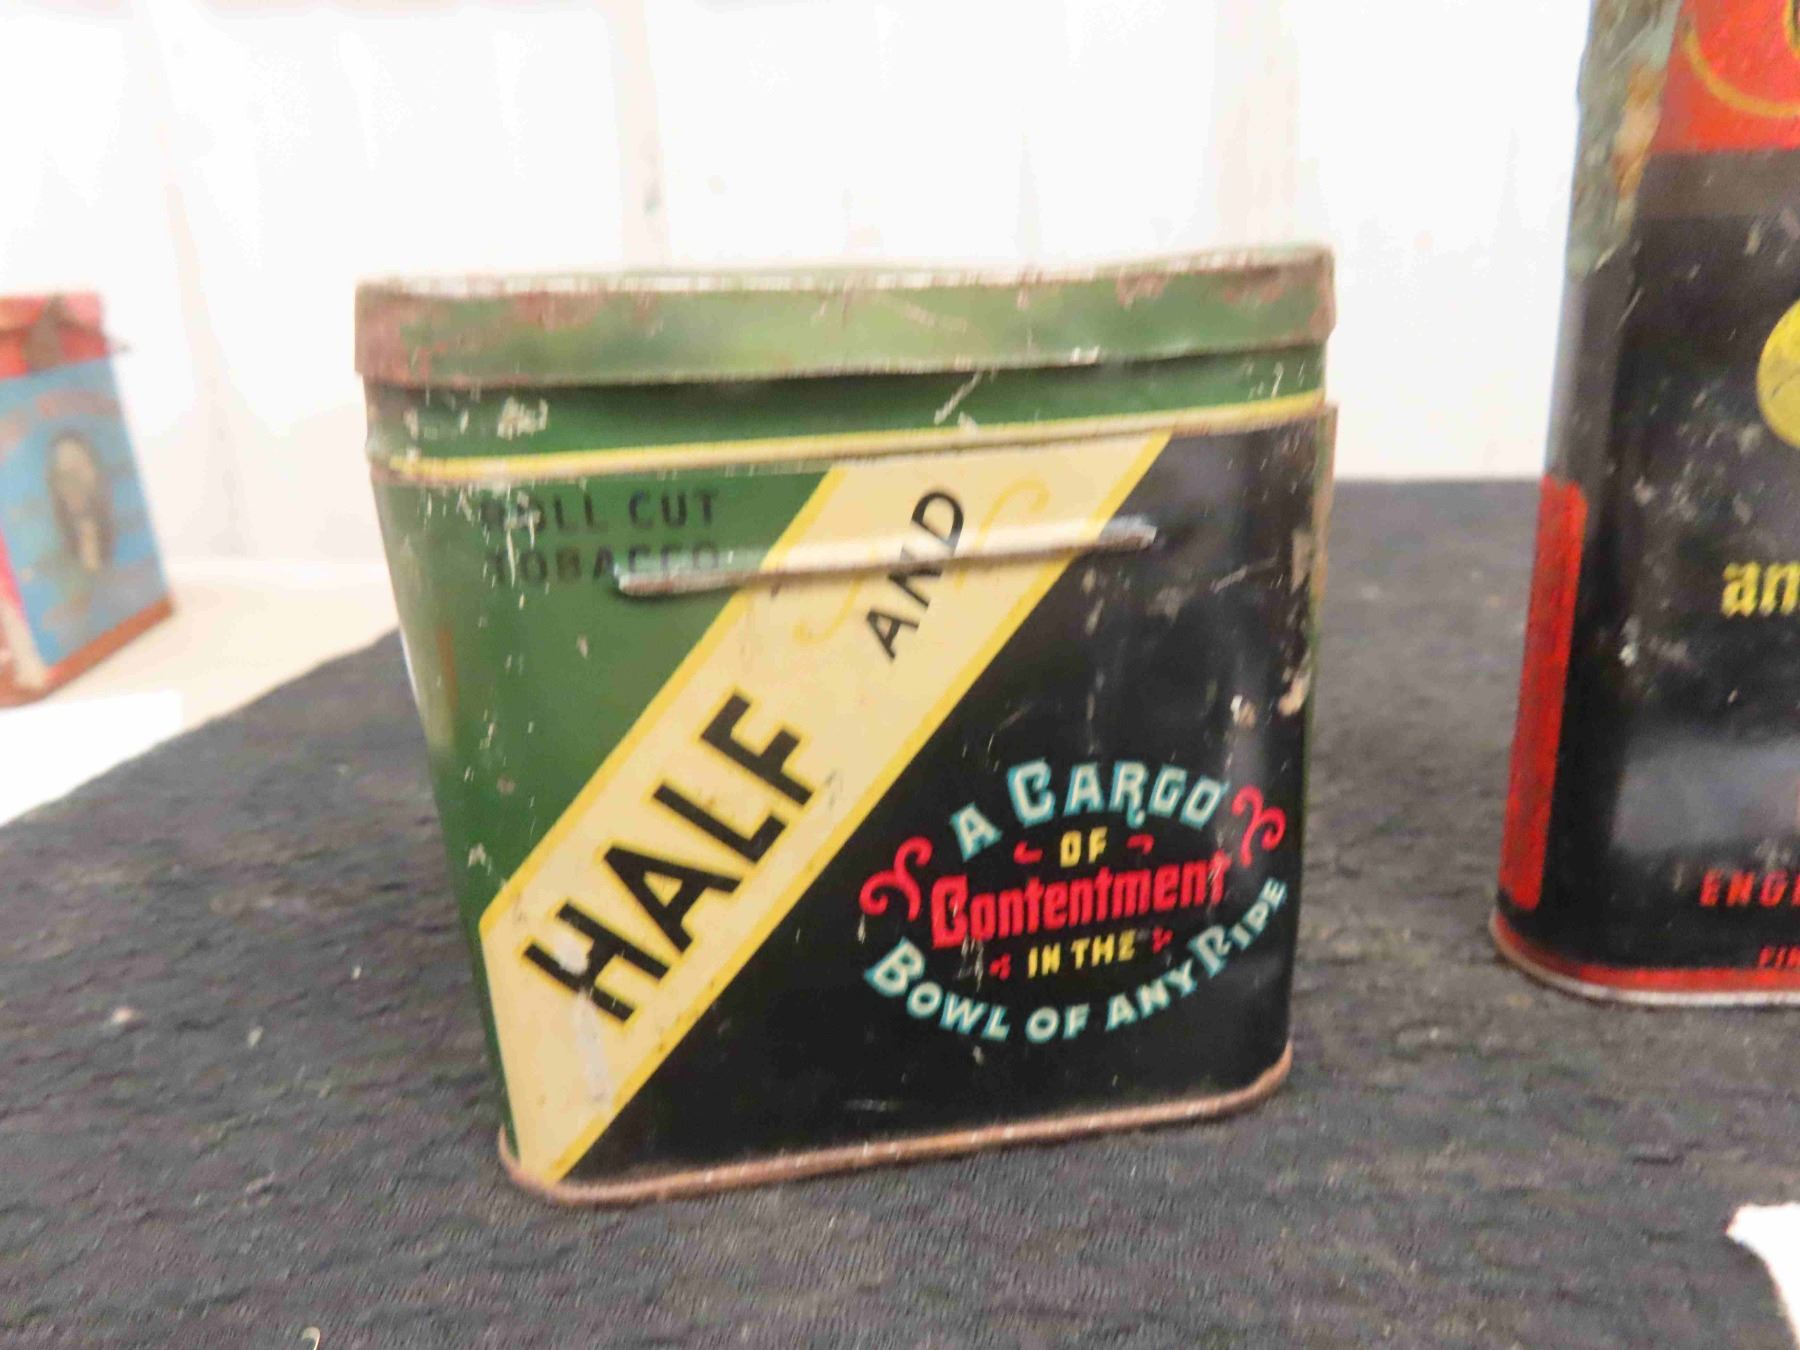 ROLL CUT
TOBACCO
HALF AND
A CARGO
OF
Contentment
IN THE
BOWL OF ANY PIPE
an
ENG